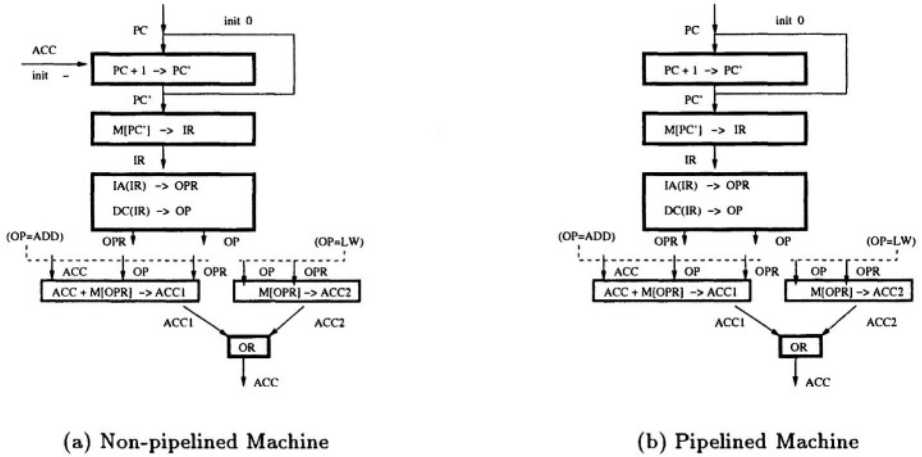 PC
init 0
ACC
init -
PC + 1 -> PC'
PC'
M[PC'] -> IR
IR
IA(IR) -> OPR
DC(IR) -> OP
(OP=ADD)
OPR
OP
(OP=LW)
ACC
OP
OPR
OP
OPR
ACC + M[OPR] -> ACC1
M[OPR] -> ACC2
ACC1
ACC2
OR
ACC
(a) Non-pipelined Machine
PC
init 0
PC + 1 -> PC'
PC'
M[PC'] -> IR
IR
IA(IR) -> OPR
DC(IR) -> OP
(OP=ADD)
OPR
OP
(OP=LW)
ACC
OP
OPR
OP
OPR
ACC + M[OPR] -> ACC1
M[OPR] -> ACC2
ACC1
ACC2
OR
ACC
(b) Pipelined Machine